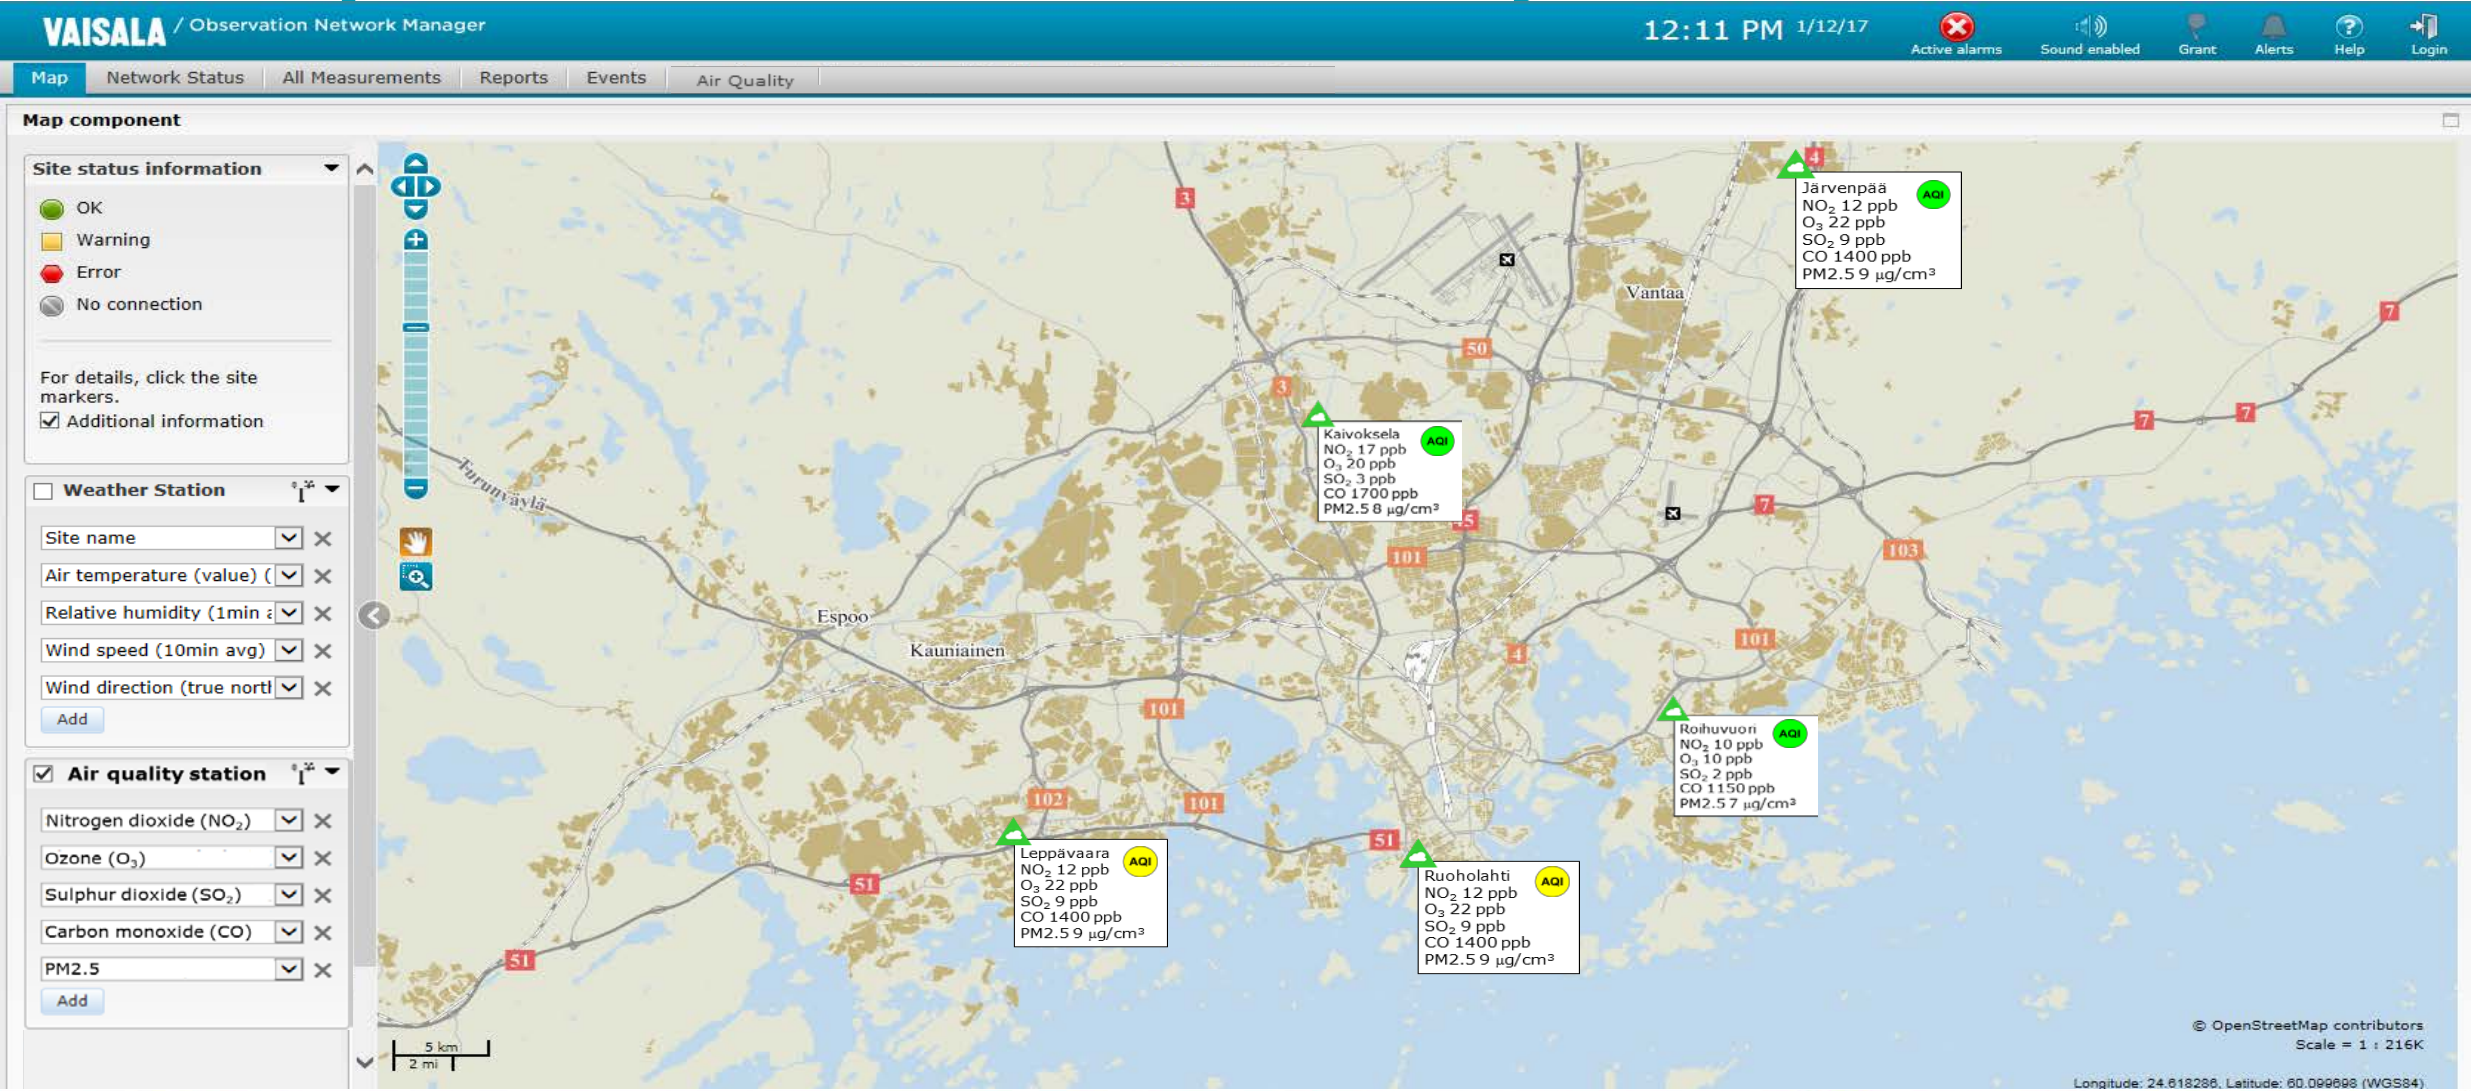 VAISALA / Observation Network Manager
12:11 PM 1/12/17
Active alarms
Sound enabled
Grant
Alerts
Help
Login
Map
Network Status
All Measurements
Reports
Events
Air Quality
Map component
Site status information
OK
Warning
Error
No connection
For details, click the site
markers.
Additional information
Weather Station
Site name
Air temperature (value) (
Relative humidity (1min a
Wind speed (10min avg)
Wind direction (true north
Add
Air quality station
Nitrogen dioxide (NO₂)
Ozone (O₃)
Sulphur dioxide (SO₂)
Carbon monoxide (CO)
PM2.5
Add
3
4
Järvenpää
AQI
NO₂ 12 ppb
O₃ 22 ppb
SO₂ 9 ppb
CO 1400 ppb
PM2.5 9 µg/cm³
Vantaa
7
50
3
7
7
Kaivoksela
AQI
NO₂ 17 ppb
O₃ 20 ppb
SO₂ 3 ppb
CO 1700 ppb
PM2.5 8 µg/cm³
Turunväylä
7
45
101
103
Espoo
Kauniainen
4
101
101
Roihuvuori
AQI
NO₂ 10 ppb
O₃ 10 ppb
SO₂ 2 ppb
CO 1150 ppb
PM2.5 7 µg/cm³
102
101
51
Leppävaara
AQI
NO₂ 12 ppb
O₃ 22 ppb
SO₂ 9 ppb
CO 1400 ppb
PM2.5 9 µg/cm³
51
Ruoholahti
AQI
NO₂ 12 ppb
O₃ 22 ppb
SO₂ 9 ppb
CO 1400 ppb
PM2.5 9 µg/cm³
51
5 km
2 mi
© OpenStreetMap contributors
Scale = 1 : 216K
Longitude: 24.618286, Latitude: 60.099698 (WGS84)